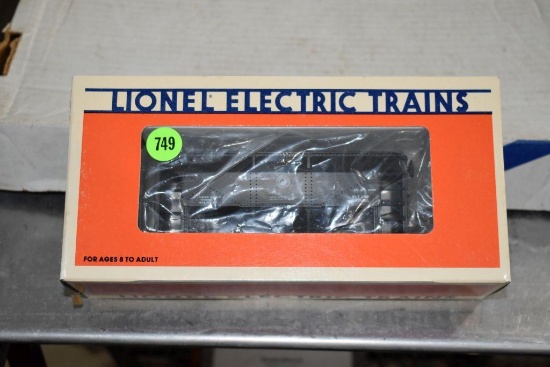 LIONEL ELECTRIC TRAINS
749
FOR AGES 8 TO ADULT